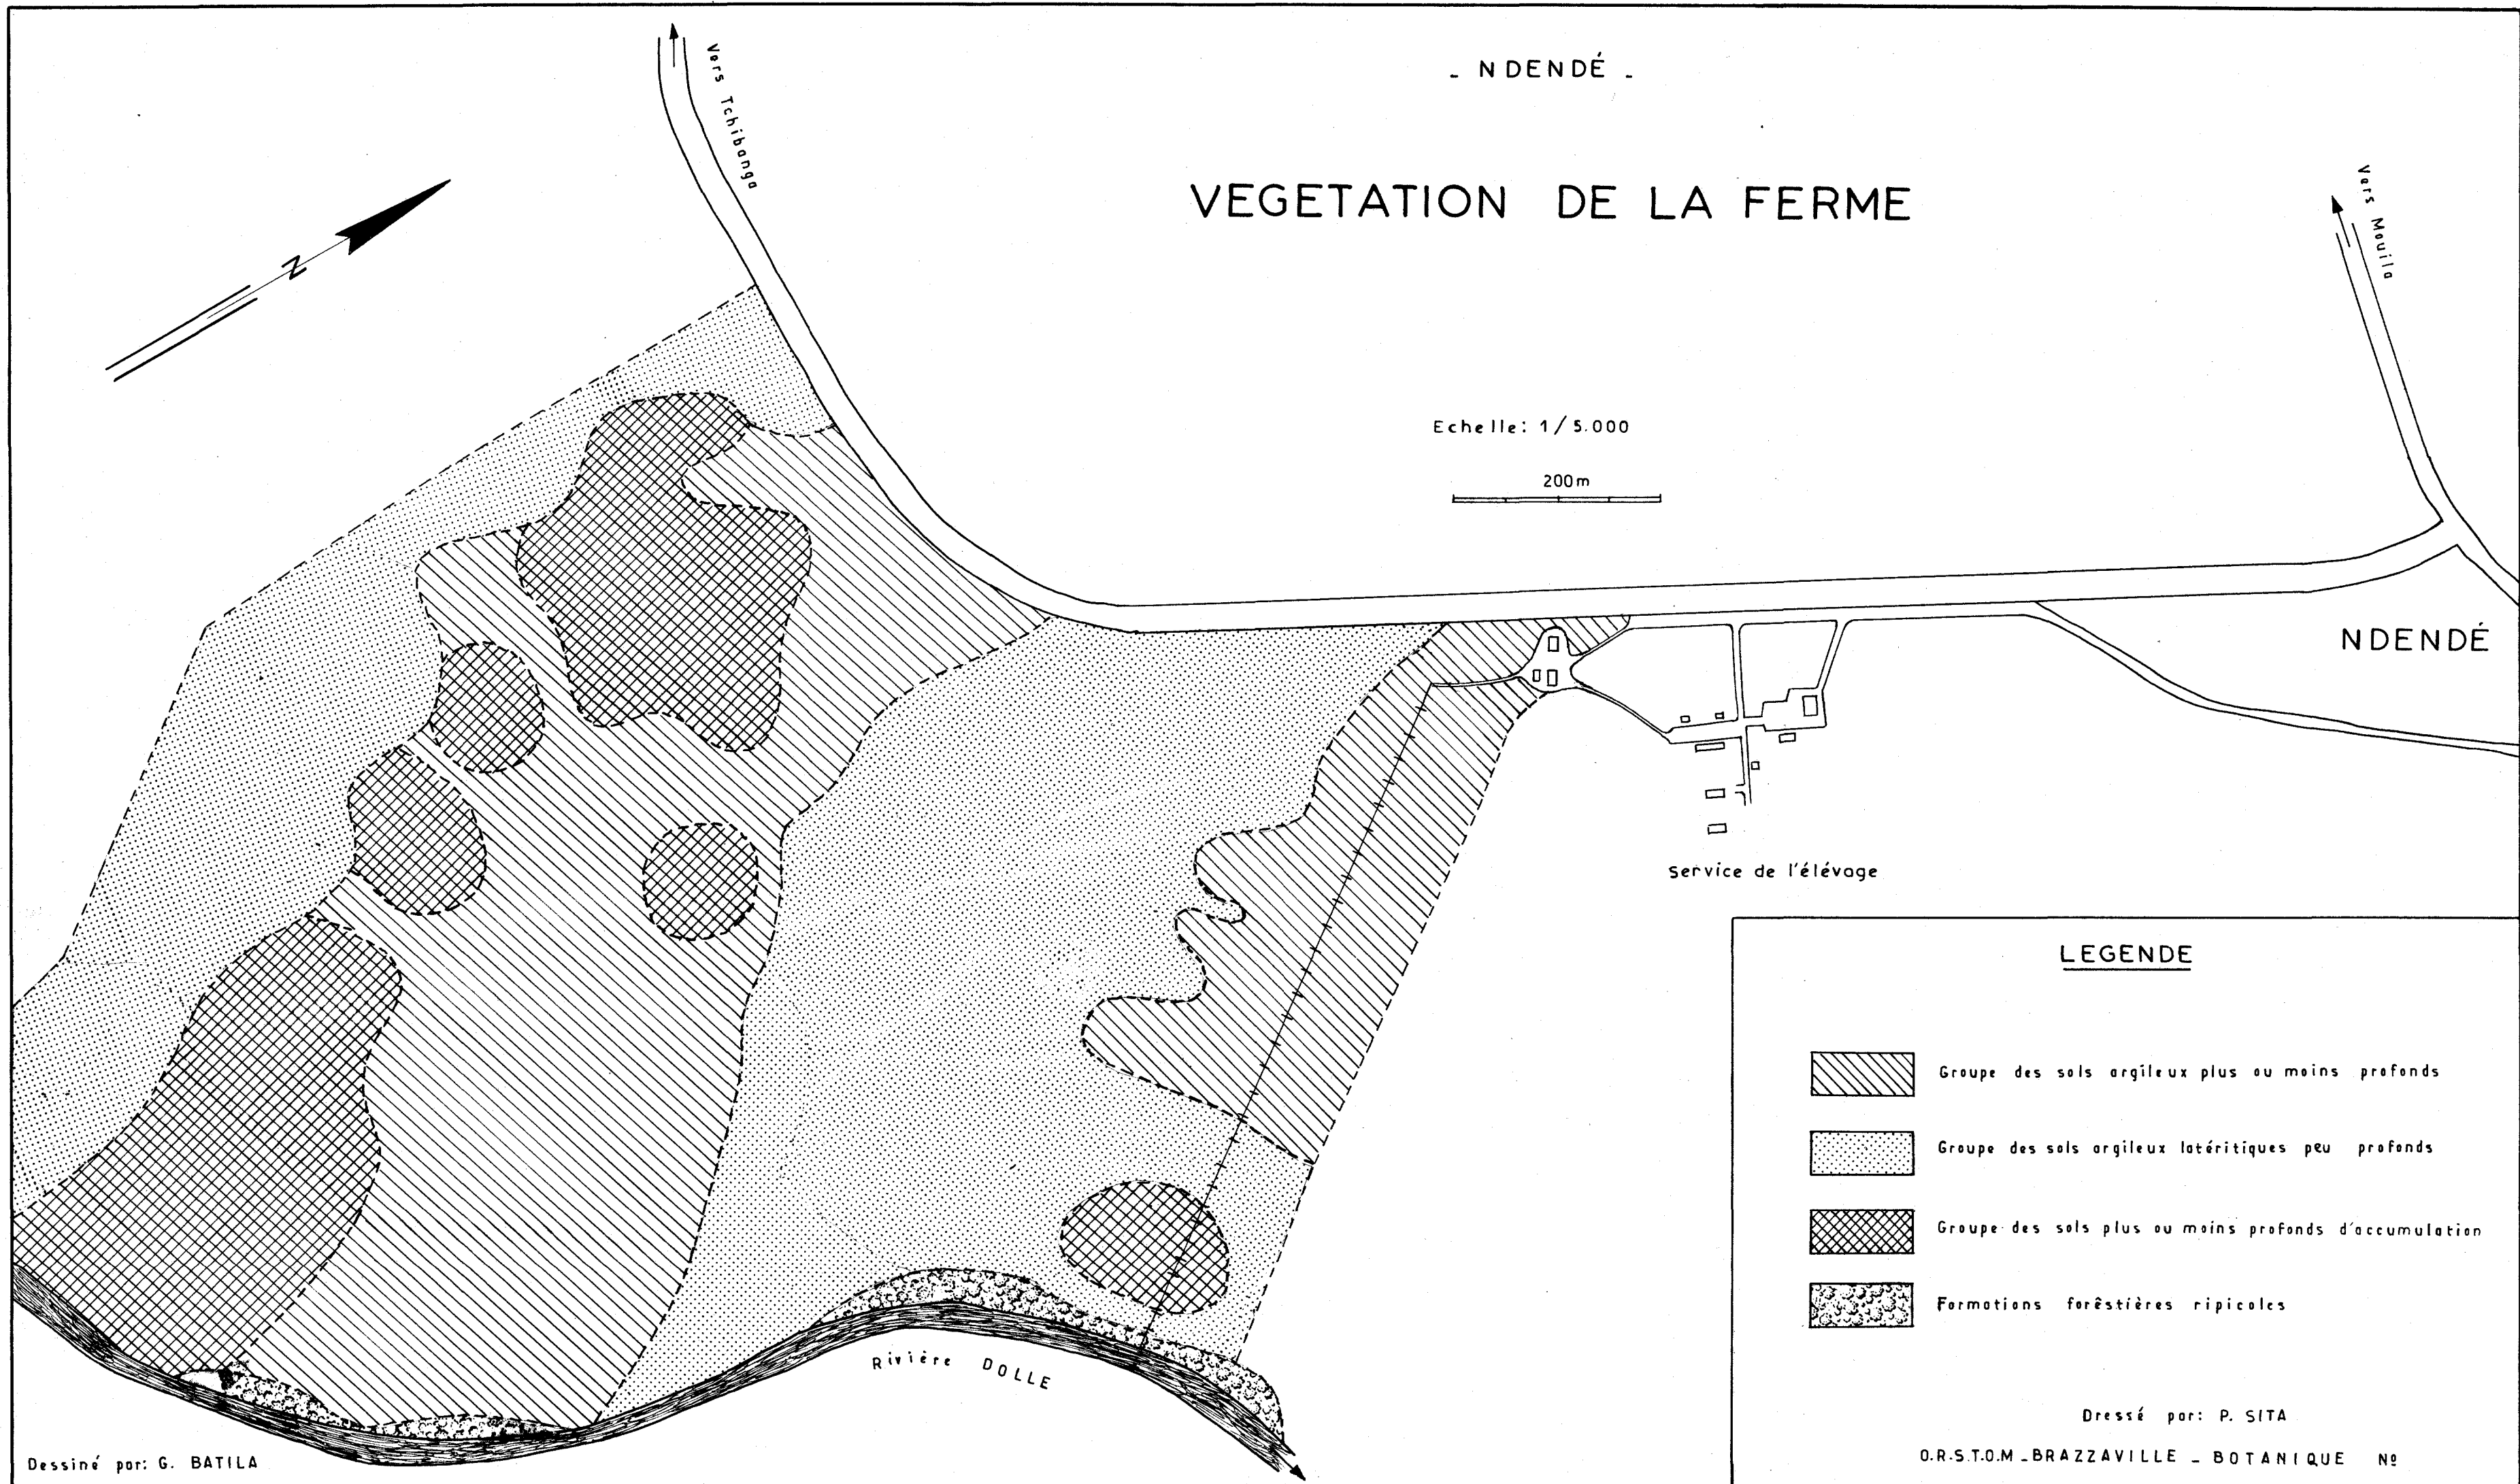 - NDENDÉ -
VEGETATION DE LA FERME
Vers Tchibanga
Vers Mouila
N
Echelle: 1/5.000
200m
NDENDÉ
Service de l'élévage
LEGENDE
Groupe des sols argileux plus ou moins profonds
Groupe des sols argileux latéritiques peu profonds
Groupe des sols plus ou moins profonds d'accumulation
Formations forêstières ripicoles
Rivière DOLLE
Dressé par: P. SITA
O.R.S.T.O.M - BRAZZAVILLE - BOTANIQUE Nº
Dessiné par: G. BATILA